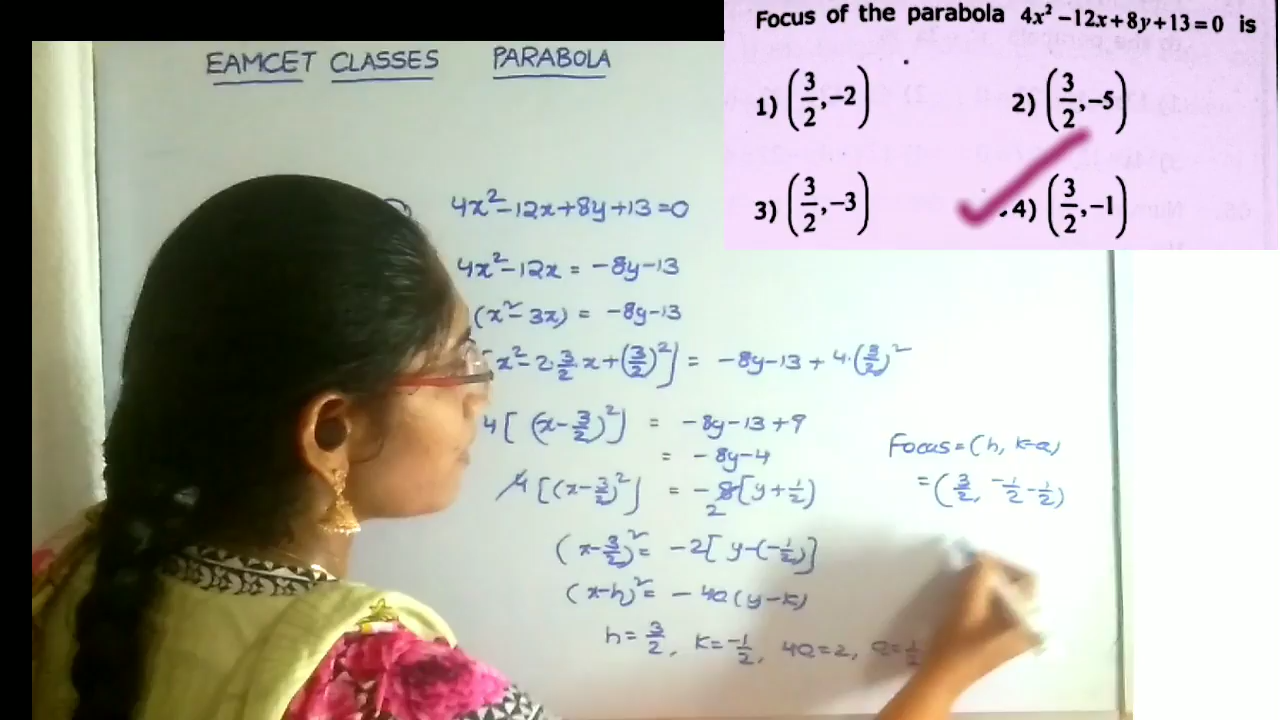 Focus of the parabola 4x² − 12x + 8y + 13 = 0 is
1) (3/2, −2) 2) (3/2, −5)
3) (3/2, −3) 4) (3/2, −1)
EAMCET CLASSES PARABOLA
4x² − 12x + 8y + 13 = 0
4x² − 12x = −8y − 13
(x² − 3x) = −8y − 13
[x² − 2·3/2·x + (3/2)²] = −8y − 13 + 4·(3/2)²
4[(x − 3/2)²] = −8y − 13 + 9
= −8y − 4
4[(x − 3/2)²] = −8[y + 1/2]
2
(x − 3/2)² = −2[y − (−1/2)]
(x − h)² = −4a(y − k)
h = 3/2, k = −1/2, 4a = 2, a = 1/2
Focus = (h, k − a)
= (3/2, −1/2 − 1/2)